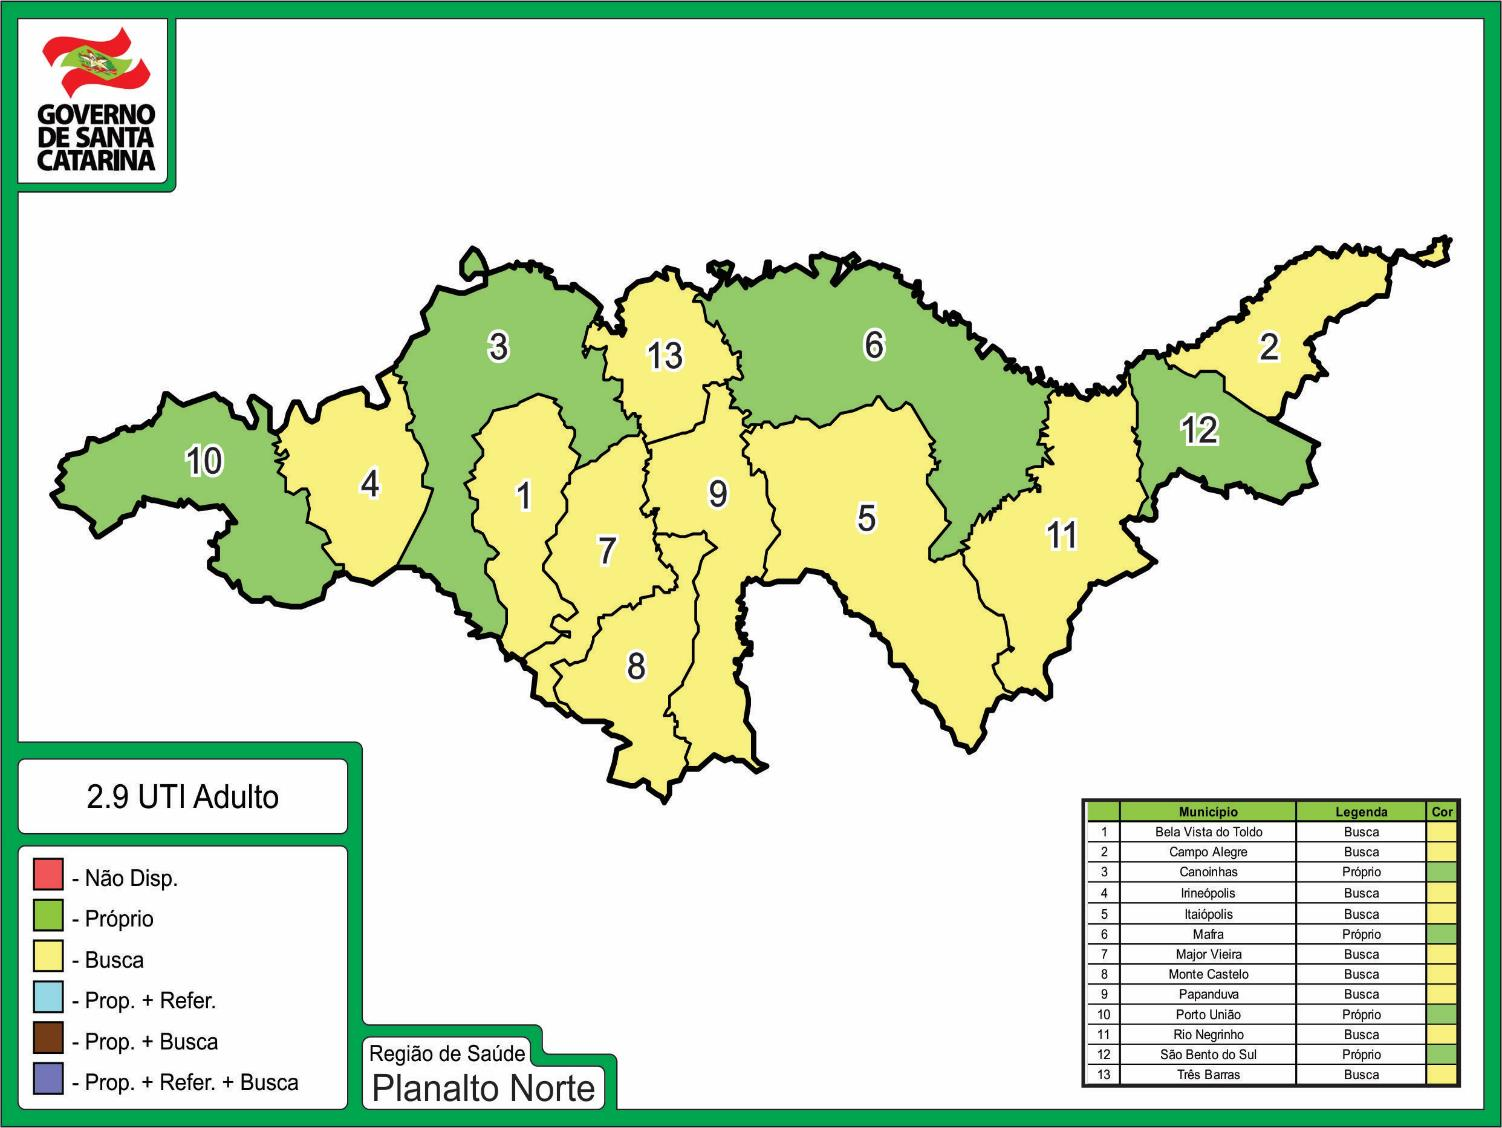 GOVERNO
DE SANTA
CATARINA
3
13
6
2
10
4
1
9
5
12
11
7
8
2.9 UTI Adulto
- Não Disp.
- Próprio
- Busca
- Prop. + Refer.
- Prop. + Busca
- Prop. + Refer. + Busca
Região de Saúde
Planalto Norte
Município Legenda Cor
1 Bela Vista do Toldo Busca
2 Campo Alegre Busca
3 Canoinhas Próprio
4 Irineópolis Busca
5 Itaiópolis Busca
6 Mafra Próprio
7 Major Vieira Busca
8 Monte Castelo Busca
9 Papanduva Busca
10 Porto União Próprio
11 Rio Negrinho Busca
12 São Bento do Sul Próprio
13 Três Barras Busca